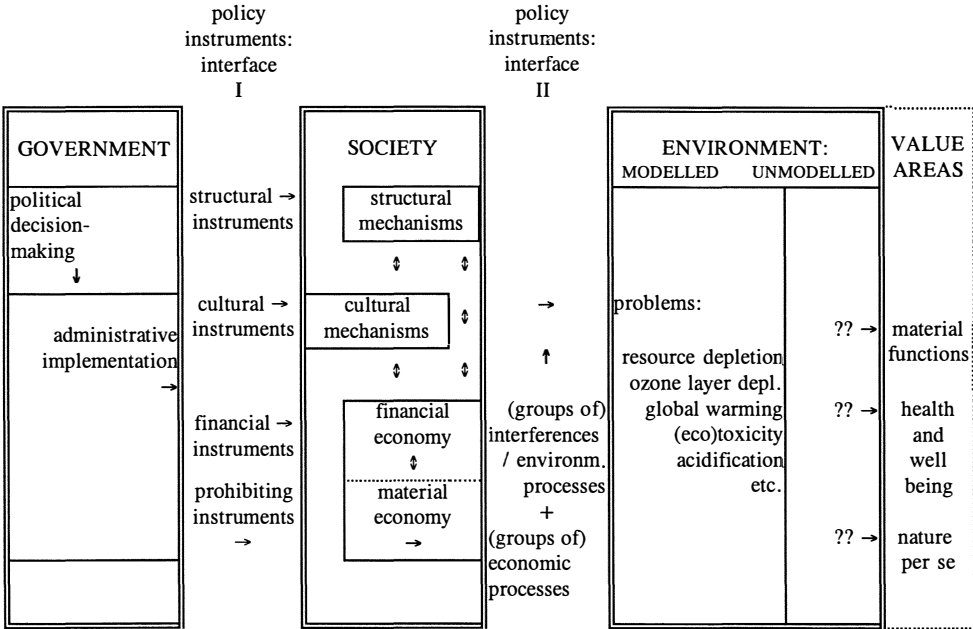 policy
instruments:
interface
I
policy
instruments:
interface
II
GOVERNMENT
political
decision-
making
↓
administrative
implementation
→
structural →
instruments
cultural →
instruments
financial →
instruments
prohibiting
instruments
→
SOCIETY
structural
mechanisms
⇕ ⇕
cultural
mechanisms
⇕
⇕ ⇕
financial
economy
⇕
material
economy
→
→
↑
(groups of)
interferences
/ environm.
processes
+
(groups of)
economic
processes
ENVIRONMENT:
MODELLED UNMODELLED
problems:
resource depletion
ozone layer depl.
global warming
(eco)toxicity
acidification
etc.
?? →
?? →
?? →
VALUE
AREAS
material
functions
health
and
well
being
nature
per se